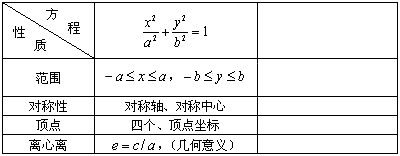 方
程
性
质
x²/a² + y²/b² = 1
范围
-a ≤ x ≤ a，-b ≤ y ≤ b
对称性
对称轴、对称中心
顶点
四个、顶点坐标
离心离
e = c/a，(几何意义)